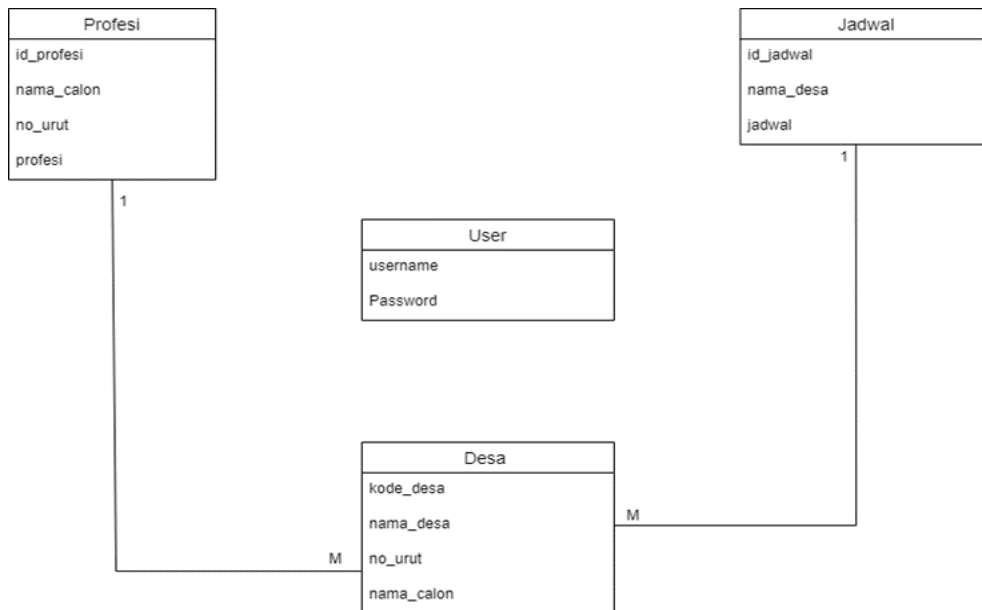 Profesi
id_profesi
nama_calon
no_urut
profesi
1
Jadwal
id_jadwal
nama_desa
jadwal
1
User
username
Password
Desa
kode_desa
nama_desa
no_urut
nama_calon
M
M